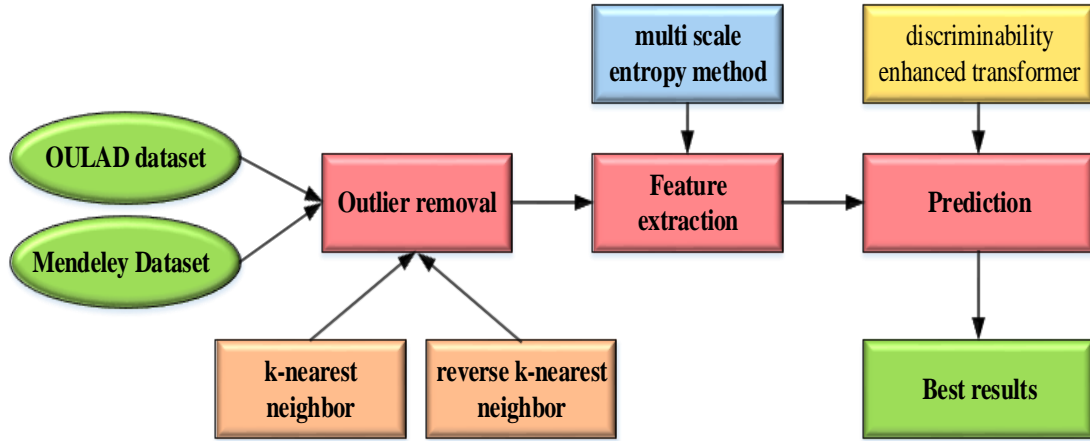 multi scale
entropy method
discriminability
enhanced transformer
OULAD dataset
Mendeley Dataset
Outlier removal
Feature
extraction
Prediction
k-nearest
neighbor
reverse k-nearest
neighbor
Best results